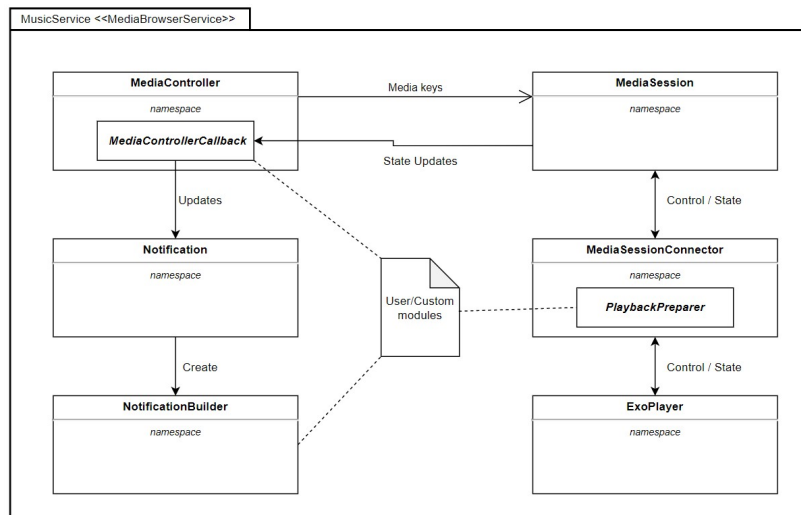 MusicService <<MediaBrowserService>>
MediaController
namespace
MediaControllerCallback
Media keys
MediaSession
namespace
State Updates
Updates
Control / State
Notification
namespace
User/Custom
modules
MediaSessionConnector
namespace
PlaybackPreparer
Create
Control / State
NotificationBuilder
namespace
ExoPlayer
namespace